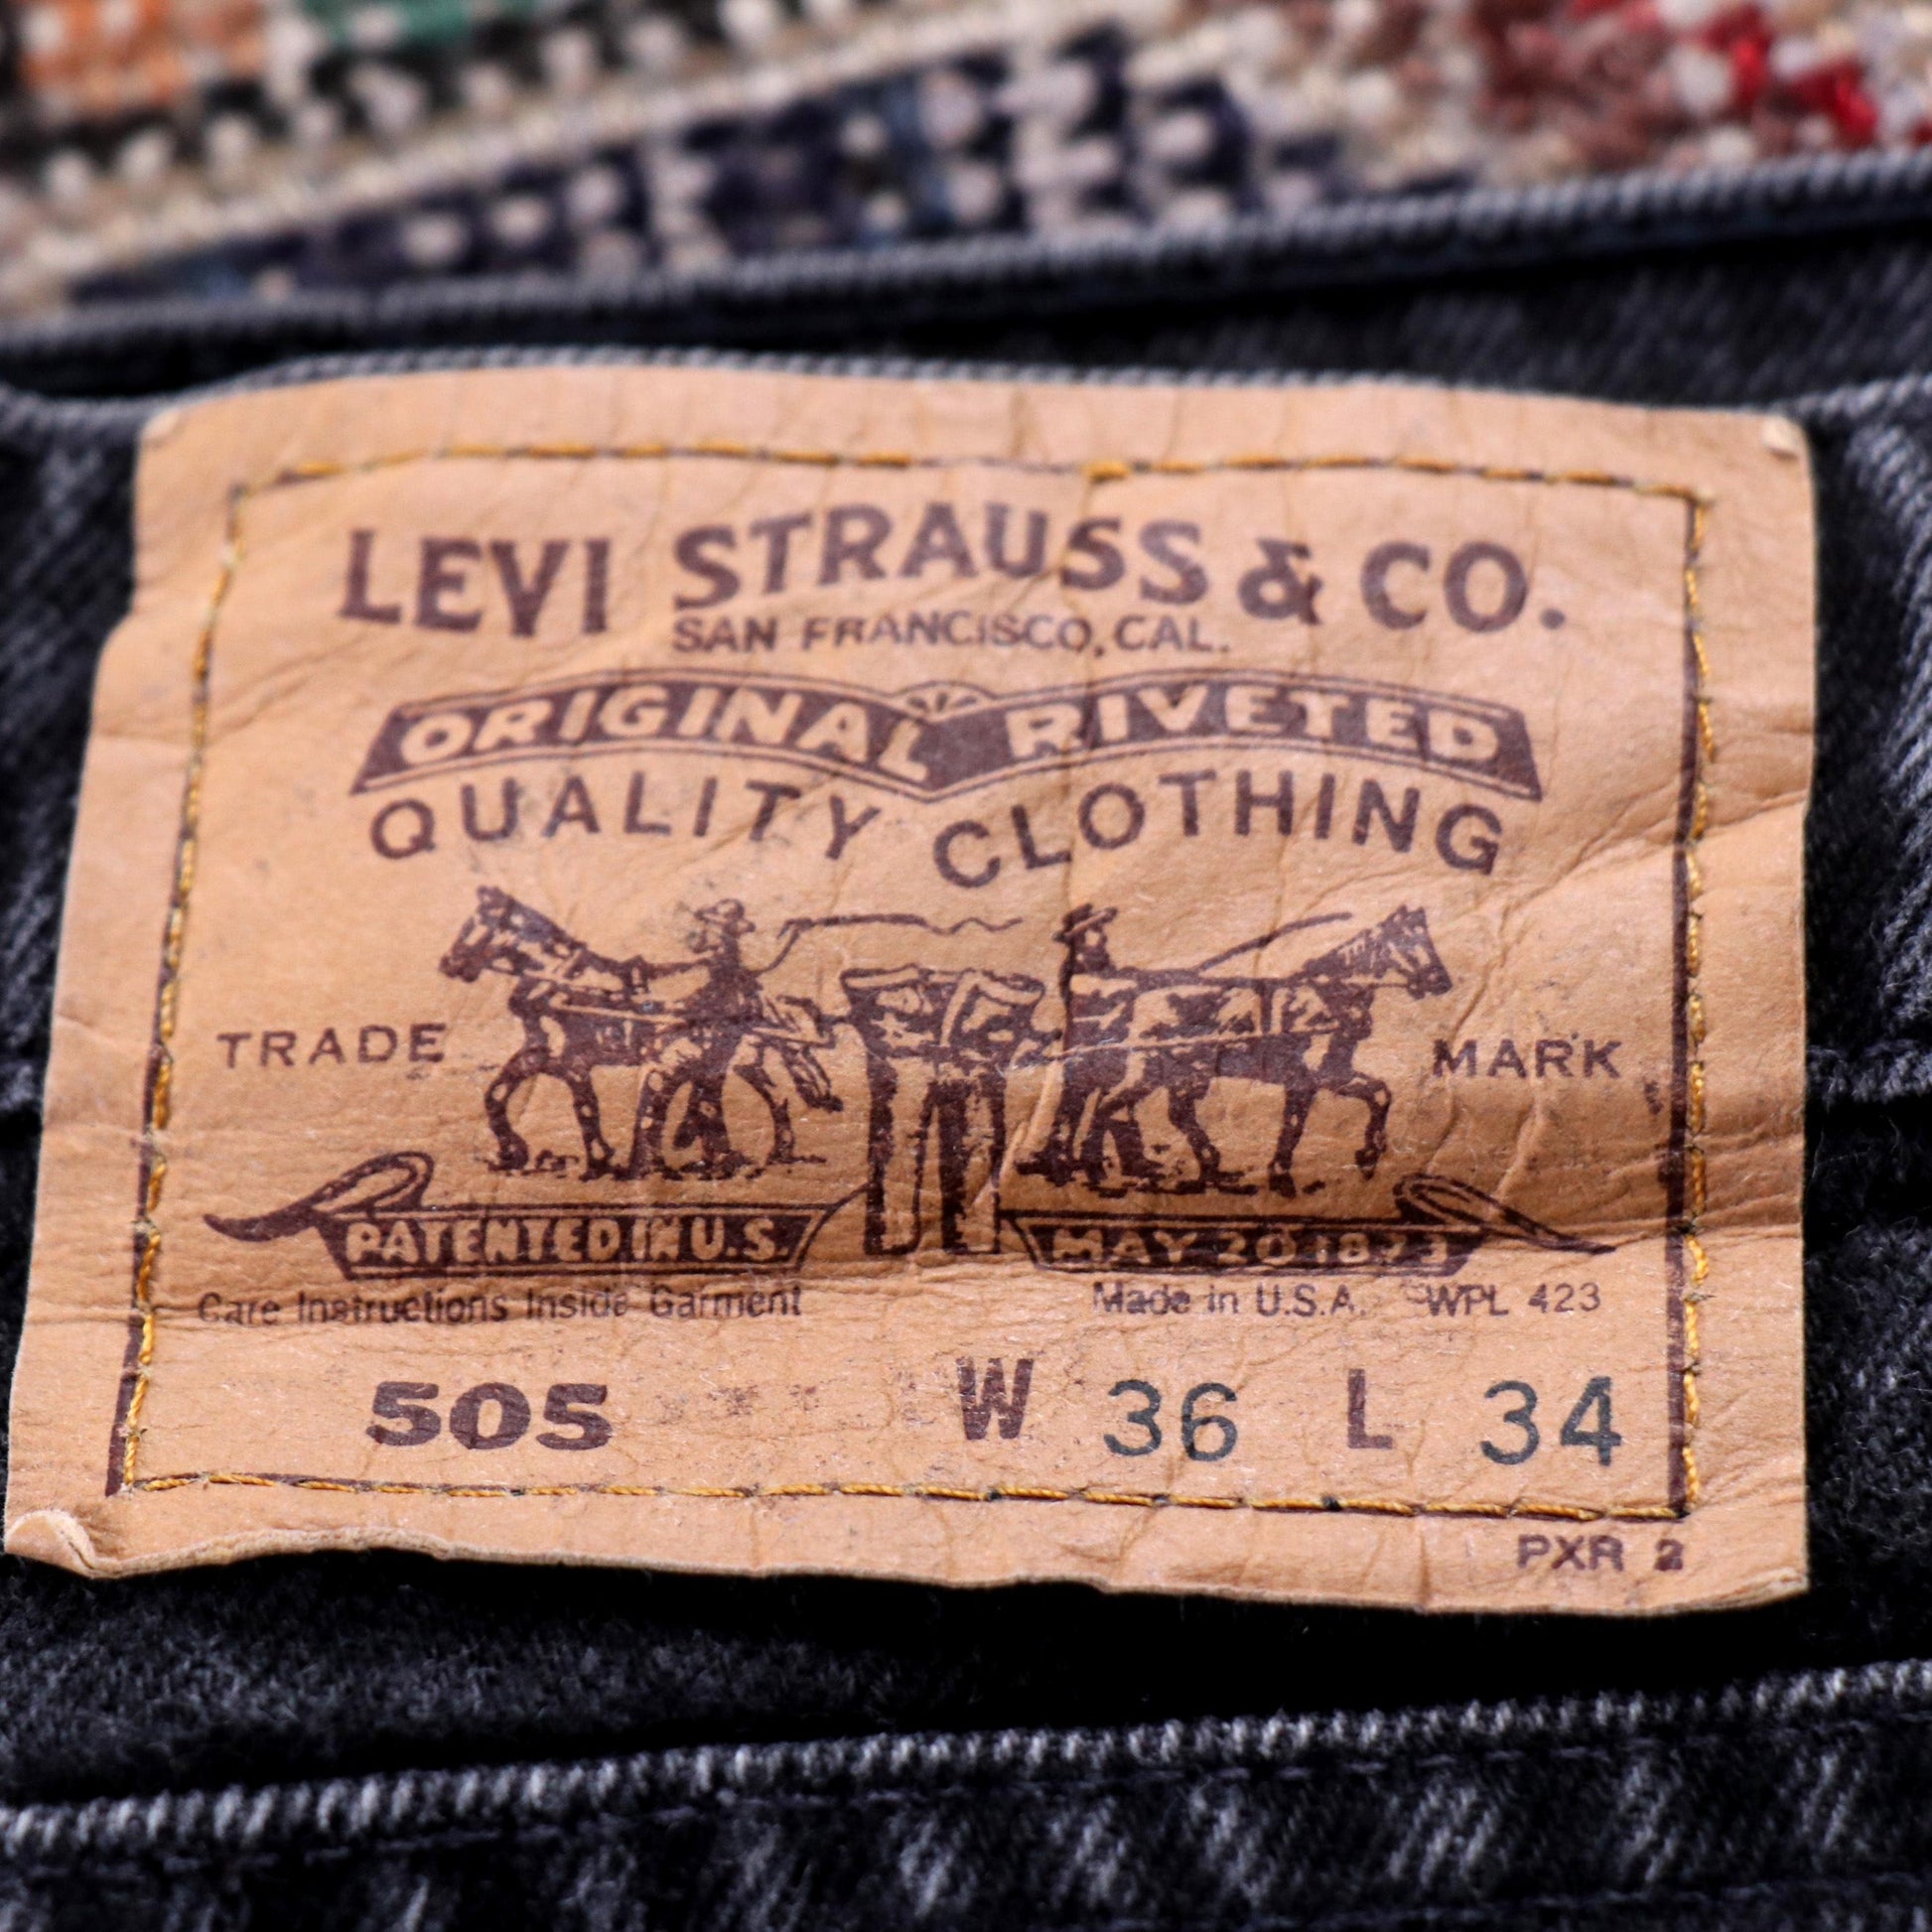 LEVI STRAUSS & CO.
SAN FRANCISCO, CAL.
ORIGINAL RIVETED
QUALITY CLOTHING
TRADE MARK
PATENTED IN U.S. MAY 20 1873
Care Instructions Inside Garment Made in U.S.A. WPL 423
505 W 36 L 34
PXR 2